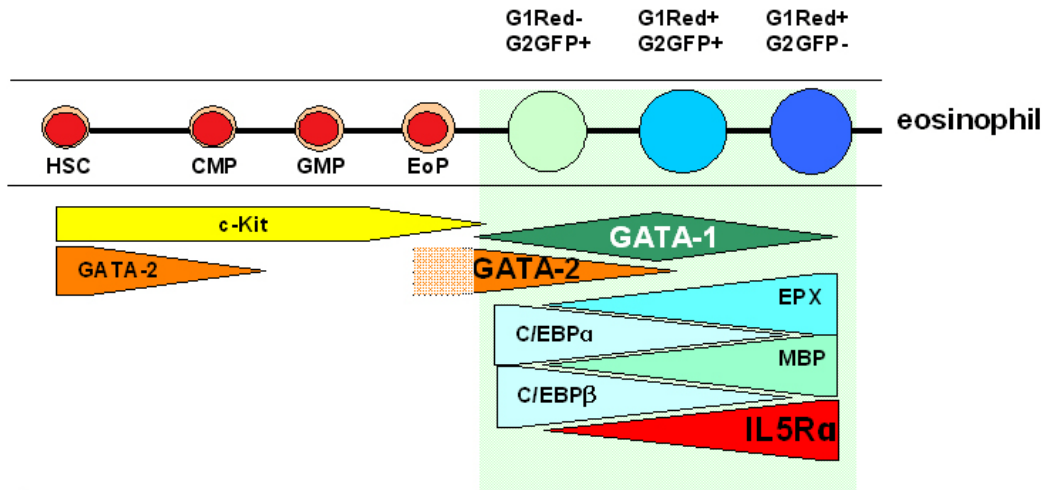 G1Red- G1Red+ G1Red+
G2GFP+ G2GFP+ G2GFP-
eosinophil
HSC CMP GMP EoP
c-Kit
GATA-1
GATA-2 GATA-2
EPX
C/EBPα
MBP
C/EBPβ
IL5Rα